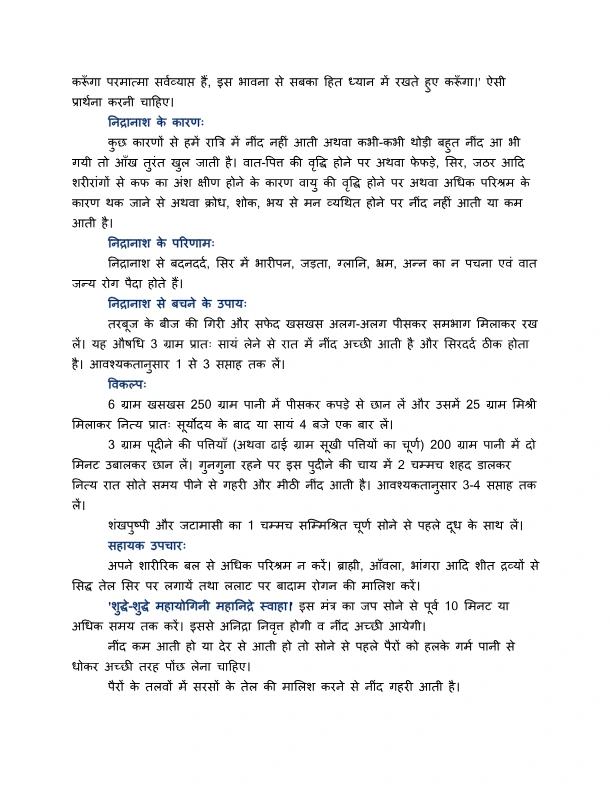 करूँगा परमात्मा सर्वव्याप्त हैं, इस भावना से सबका हित ध्यान में रखते हुए करूँगा।' ऐसी
प्रार्थना करनी चाहिए।
निद्रानाश के कारणः
कुछ कारणों से हमें रात्रि में नींद नहीं आती अथवा कभी-कभी थोड़ी बहुत नींद आ भी
गयी तो आँख तुरंत खुल जाती है। वात-पित्त की वृद्धि होने पर अथवा फेफड़े, सिर, जठर आदि
शरीरांगों से कफ का अंश क्षीण होने के कारण वायु की वृद्धि होने पर अथवा अधिक परिश्रम के
कारण थक जाने से अथवा क्रोध, शोक, भय से मन व्यथित होने पर नींद नहीं आती या कम
आती है।
निद्रानाश के परिणामः
निद्रानाश से बदनदर्द, सिर में भारीपन, जड़ता, ग्लानि, भ्रम, अन्न का न पचना एवं वात
जन्य रोग पैदा होते हैं।
निद्रानाश से बचने के उपायः
तरबूज के बीज की गिरी और सफेद खसखस अलग-अलग पीसकर समभाग मिलाकर रख
लें। यह औषधि 3 ग्राम प्रातः सायं लेने से रात में नींद अच्छी आती है और सिरदर्द ठीक होता
है। आवश्यकतानुसार 1 से 3 सप्ताह तक लें।
विकल्पः
6 ग्राम खसखस 250 ग्राम पानी में पीसकर कपड़े से छान लें और उसमें 25 ग्राम मिश्री
मिलाकर नित्य प्रातः सूर्योदय के बाद या सायं 4 बजे एक बार लें।
3 ग्राम पुदीने की पत्तियाँ (अथवा ढाई ग्राम सूखी पत्तियों का चूर्ण) 200 ग्राम पानी में दो
मिनट उबालकर छान लें। गुनगुना रहने पर इस पुदीने की चाय में 2 चम्मच शहद डालकर
नित्य रात सोते समय पीने से गहरी और मीठी नींद आती है। आवश्यकतानुसार 3-4 सप्ताह तक
लें।
शंखपुष्पी और जटामासी का 1 चम्मच सम्मिश्रित चूर्ण सोने से पहले दूध के साथ लें।
सहायक उपचारः
अपने शारीरिक बल से अधिक परिश्रम न करें। ब्राह्मी, आँवला, भांगरा आदि शीत द्रव्यों से
सिद्ध तेल सिर पर लगायें तथा ललाट पर बादाम रोगन की मालिश करें।
'शुद्धे-शुद्धे महायोगिनी महानिद्रे स्वाहा।' इस मंत्र का जप सोने से पूर्व 10 मिनट या
अधिक समय तक करें। इससे अनिद्रा निवृत्त होगी व नींद अच्छी आयेगी।
नींद कम आती हो या देर से आती हो तो सोने से पहले पैरों को हलके गर्म पानी से
धोकर अच्छी तरह पोंछ लेना चाहिए।
पैरों के तलवों में सरसों के तेल की मालिश करने से नींद गहरी आती है।